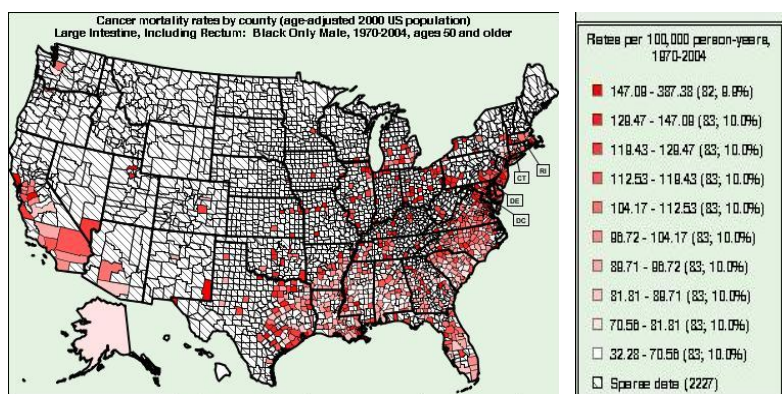 Cancer mortality rates by county (age-adjusted 2000 US population)
Large Intestine, Including Rectum: Black Only Male, 1970-2004, ages 50 and older
CT
RI
DE
DC
Rates per 100,000 person-years,
1970-2004
147.09 - 387.38 (82; 9.9%)
129.47 - 147.09 (83; 10.0%)
119.43 - 129.47 (83; 10.0%)
112.53 - 119.43 (83; 10.0%)
104.17 - 112.53 (83; 10.0%)
96.72 - 104.17 (83; 10.0%)
89.71 - 96.72 (83; 10.0%)
81.81 - 89.71 (83; 10.0%)
70.56 - 81.81 (83; 10.0%)
32.28 - 70.56 (83; 10.0%)
Sparse data (2227)